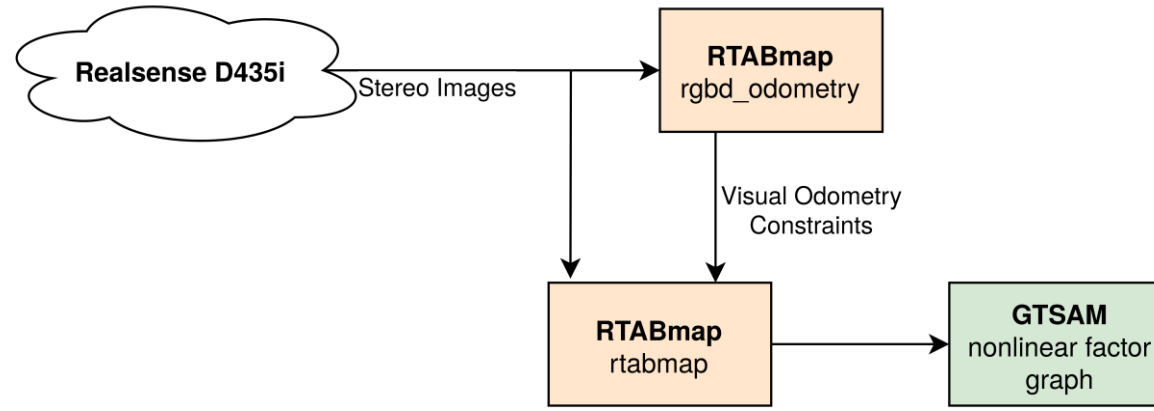 Realsense D435i
Stereo Images
RTABmap
rgbd_odometry
Visual Odometry
Constraints
RTABmap
rtabmap
GTSAM
nonlinear factor
graph